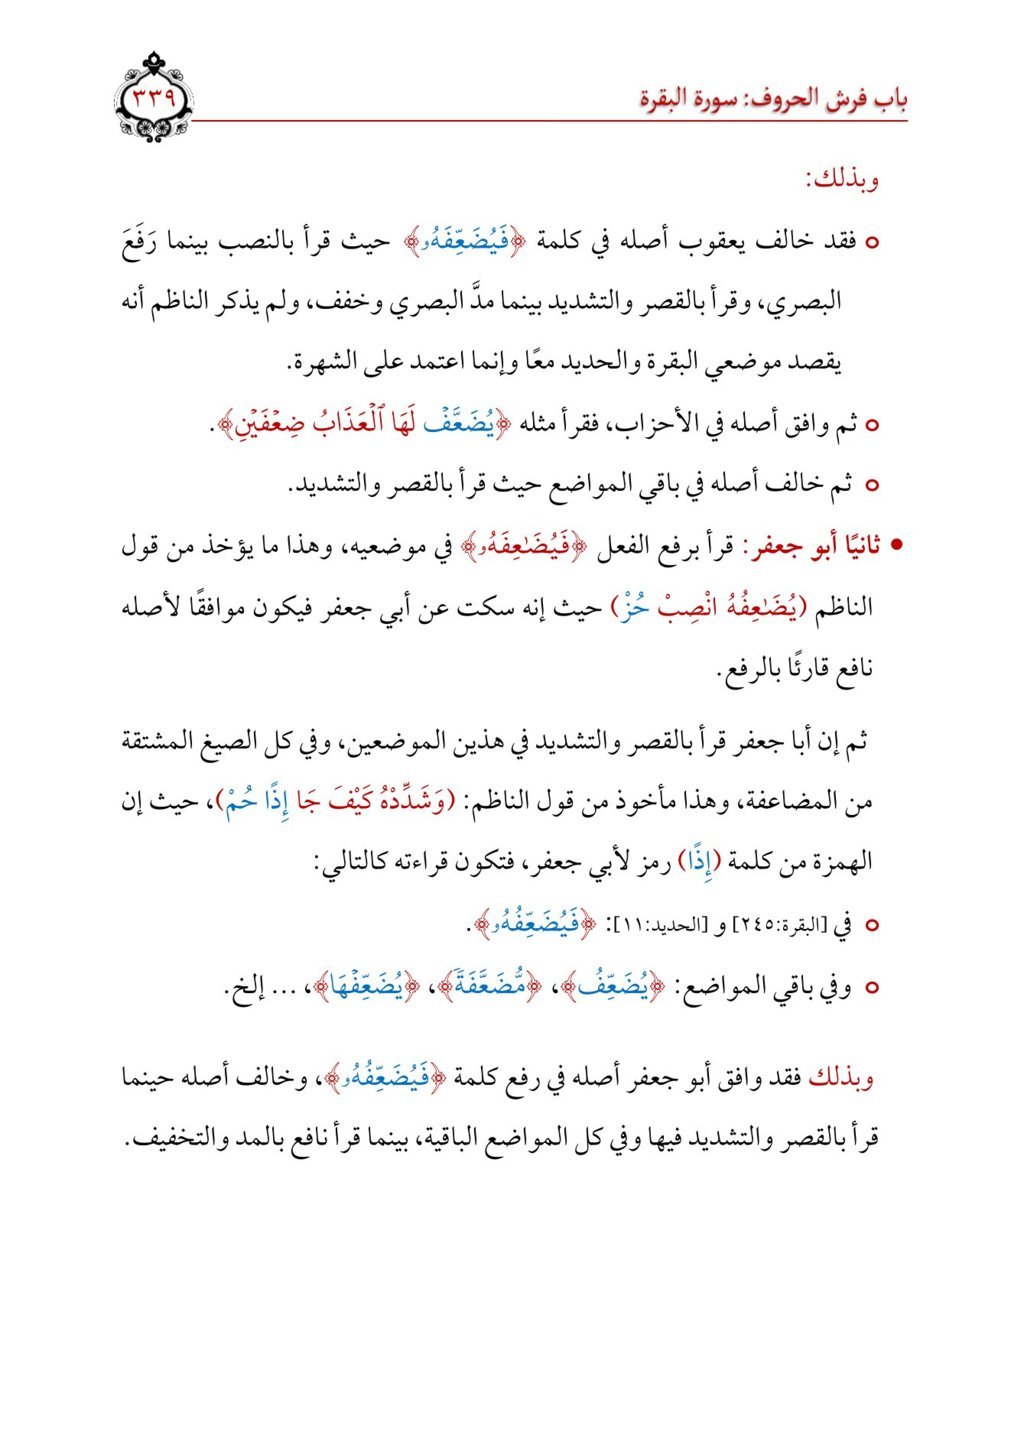 باب فرش الحروف: سورة البقرة
٣٣٩
وبذلك:
فقد خالف يعقوب أصله في كلمة ﴿فَيُضَعِّفَهُۥ﴾ حيث قرأ بالنصب بينما رَفَعَ
البصري، وقرأ بالقصر والتشديد بينما مدَّ البصري وخفف، ولم يذكر الناظم أنه
يقصد موضعي البقرة والحديد معًا وإنما اعتمد على الشهرة.
ثم وافق أصله في الأحزاب، فقرأ مثله ﴿يُضَعَّفۡ لَهَا ٱلۡعَذَابُ ضِعۡفَيۡنِ﴾.
ثم خالف أصله في باقي المواضع حيث قرأ بالقصر والتشديد.
• ثانيًا أبو جعفر: قرأ برفع الفعل ﴿فَيُضَٰعِفَهُۥ﴾ في موضعيه، وهذا ما يؤخذ من قول
الناظم (يُضَٰعِفُهُ انْصِبْ حُزْ) حيث إنه سكت عن أبي جعفر فيكون موافقًا لأصله
نافع قارئًا بالرفع.
ثم إن أبا جعفر قرأ بالقصر والتشديد في هذين الموضعين، وفي كل الصيغ المشتقة
من المضاعفة، وهذا مأخوذ من قول الناظم: (وَشَدِّدْهُ كَيْفَ جَا إِذًا حُمْ)، حيث إن
الهمزة من كلمة (إِذًا) رمز لأبي جعفر، فتكون قراءته كالتالي:
في [البقرة:٢٤٥] و [الحديد:١١]: ﴿فَيُضَعِّفُهُۥ﴾.
وفي باقي المواضع: ﴿يُضَعِّفُ﴾، ﴿مُّضَعَّفَةٗ﴾، ﴿يُضَعِّفۡهَا﴾، ... إلخ.
وبذلك فقد وافق أبو جعفر أصله في رفع كلمة ﴿فَيُضَعِّفُهُۥ﴾، وخالف أصله حينما
قرأ بالقصر والتشديد فيها وفي كل المواضع الباقية، بينما قرأ نافع بالمد والتخفيف.